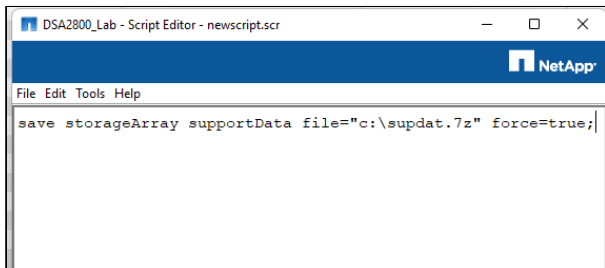 DSA2800_Lab - Script Editor - newscript.scr
NetApp
File Edit Tools Help
save storageArray supportData file="c:\supdat.7z" force=true;